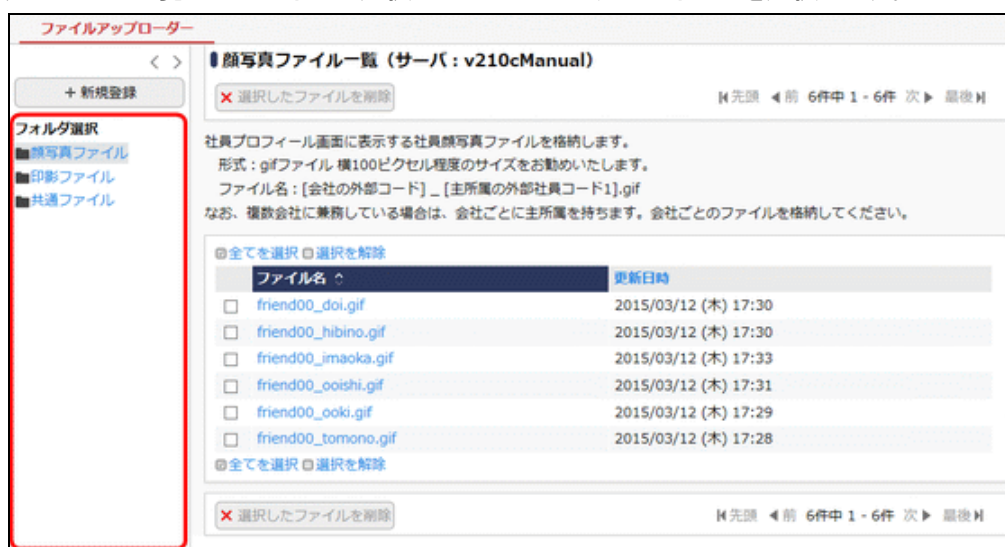 ファイルアップローダー
< >
+ 新規登録
フォルダ選択
顔写真ファイル
印影ファイル
共通ファイル
顔写真ファイル一覧（サーバ：v210cManual）
選択したファイルを削除
先頭 前 6件中 1 - 6件 次 最後
社員プロフィール画面に表示する社員顔写真ファイルを格納します。
形式：gifファイル 横100ピクセル程度のサイズをお勧めいたします。
ファイル名：[会社の外部コード] _ [主所属の外部社員コード1].gif
なお、複数会社に兼務している場合は、会社ごとに主所属を持ちます。会社ごとのファイルを格納してください。
全てを選択 選択を解除
ファイル名 更新日時
friend00_doi.gif 2015/03/12 (木) 17:30
friend00_hibino.gif 2015/03/12 (木) 17:30
friend00_imaoka.gif 2015/03/12 (木) 17:33
friend00_ooishi.gif 2015/03/12 (木) 17:31
friend00_ooki.gif 2015/03/12 (木) 17:29
friend00_tomono.gif 2015/03/12 (木) 17:28
全てを選択 選択を解除
選択したファイルを削除
先頭 前 6件中 1 - 6件 次 最後